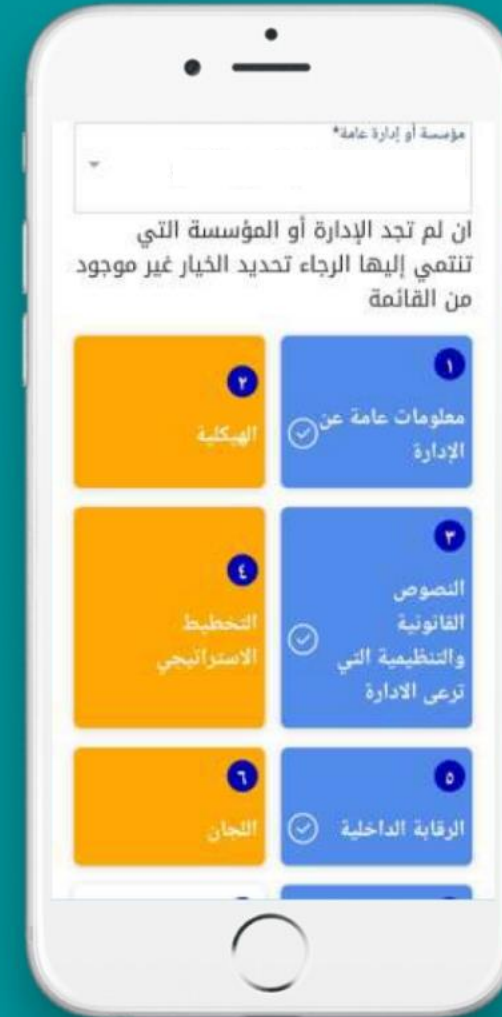 مؤسسة أو إدارة عامة*
ان لم تجد الإدارة أو المؤسسة التي
تنتمي إليها الرجاء تحديد الخيار غير موجود
من القائمة
١
معلومات عامة عن
الإدارة
٢
الهيكلية
٣
النصوص
القانونية
والتنظيمية التي
ترعى الادارة
٤
التخطيط
الاستراتيجي
٥
الرقابة الداخلية
٦
اللجان